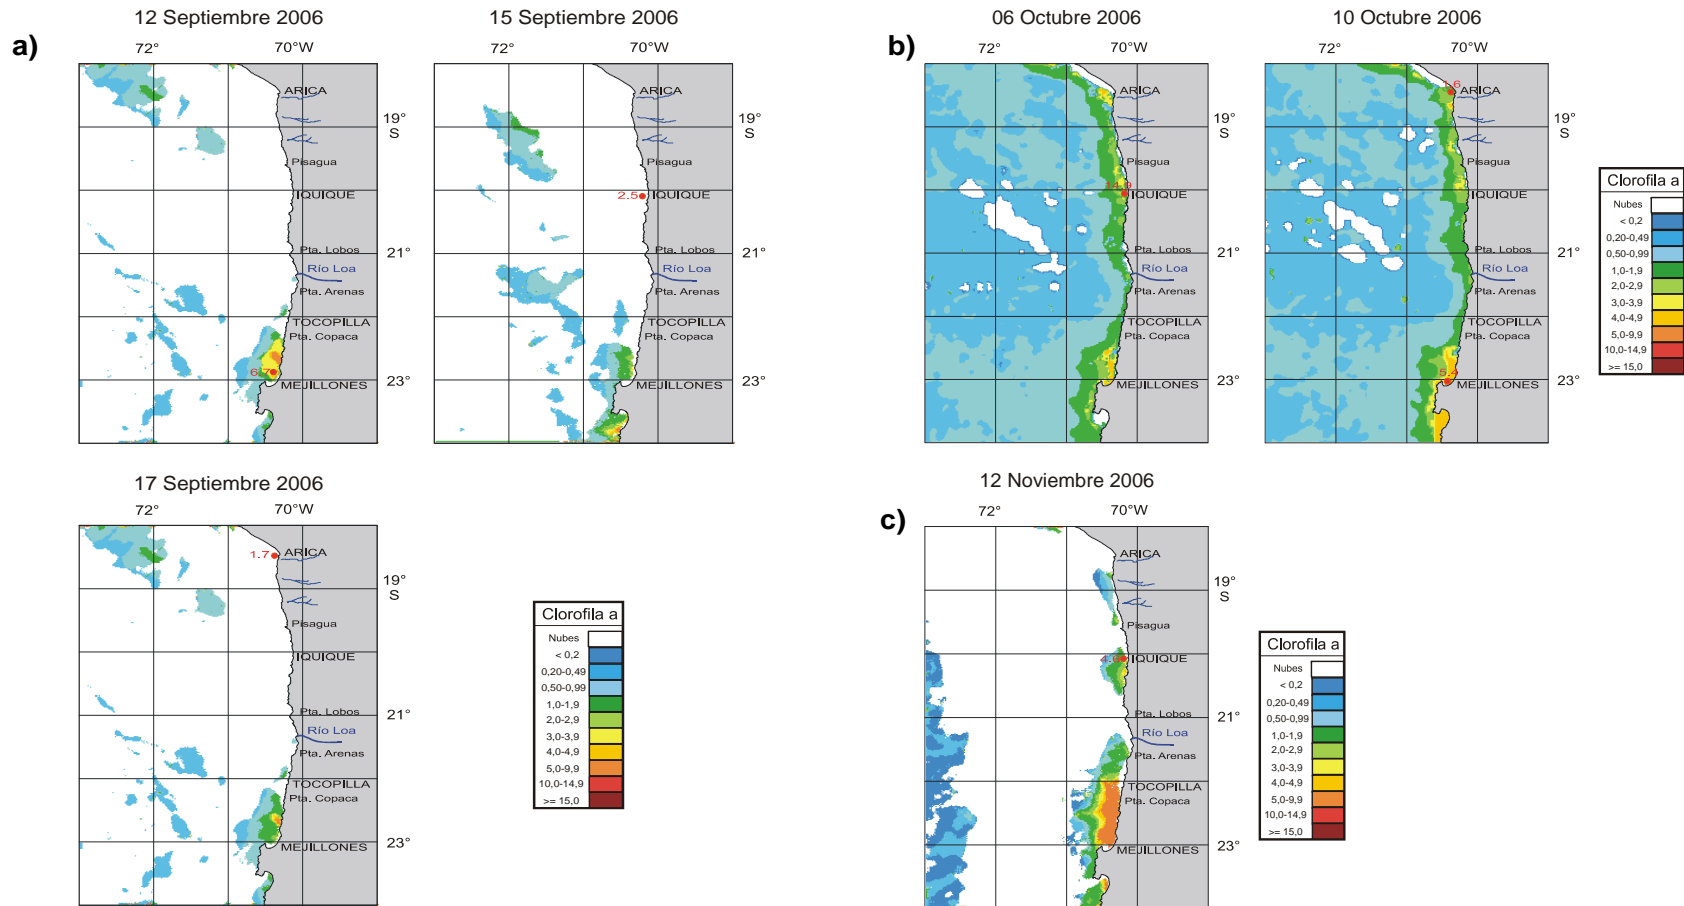 12 Septiembre 2006
a)
72°
70°W
ARICA
19°
S
Pisagua
IQUIQUE
Pta. Lobos
21°
Río Loa
Pta. Arenas
TOCOPILLA
Pta. Copaca
6.7
MEJILLONES
23°
15 Septiembre 2006
72°
70°W
ARICA
19°
S
Pisagua
2.5
IQUIQUE
Pta. Lobos
21°
Río Loa
Pta. Arenas
TOCOPILLA
Pta. Copaca
MEJILLONES
23°
06 Octubre 2006
b)
72°
70°W
ARICA
19°
S
Pisagua
14.9
IQUIQUE
Pta. Lobos
21°
Río Loa
Pta. Arenas
TOCOPILLA
Pta. Copaca
MEJILLONES
23°
10 Octubre 2006
72°
70°W
1.6
ARICA
19°
S
Pisagua
IQUIQUE
Pta. Lobos
21°
Río Loa
Pta. Arenas
TOCOPILLA
Pta. Copaca
MEJILLONES
23°
Clorofila a
Nubes
< 0,2
0,20-0,49
0,50-0,99
1,0-1,9
2,0-2,9
3,0-3,9
4,0-4,9
5,0-9,9
10,0-14,9
>= 15,0
17 Septiembre 2006
72°
70°W
1.7
ARICA
19°
S
Pisagua
IQUIQUE
Pta. Lobos
21°
Río Loa
Pta. Arenas
TOCOPILLA
Pta. Copaca
MEJILLONES
23°
Clorofila a
Nubes
< 0,2
0,20-0,49
0,50-0,99
1,0-1,9
2,0-2,9
3,0-3,9
4,0-4,9
5,0-9,9
10,0-14,9
>= 15,0
12 Noviembre 2006
c)
72°
70°W
ARICA
19°
S
Pisagua
IQUIQUE
Pta. Lobos
21°
Río Loa
Pta. Arenas
TOCOPILLA
Pta. Copaca
MEJILLONES
23°
Clorofila a
Nubes
< 0,2
0,20-0,49
0,50-0,99
1,0-1,9
2,0-2,9
3,0-3,9
4,0-4,9
5,0-9,9
10,0-14,9
>= 15,0